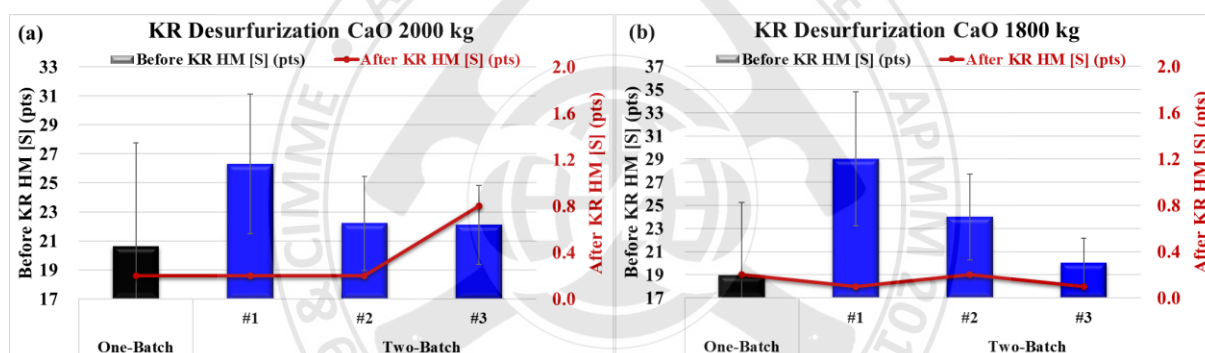 (a) KR Desurfurization CaO 2000 kg
Before KR HM [S] (pts) After KR HM [S] (pts)
Before KR HM [S] (pts)
33
31
29
27
25
23
21
19
17
2.0
1.6
1.2
0.8
0.4
0.0
After KR HM [S] (pts)
#1 #2 #3
One-Batch Two-Batch
(b) KR Desurfurization CaO 1800 kg
Before KR HM [S] (pts) After KR HM [S] (pts)
Before KR HM [S] (pts)
37
35
33
31
29
27
25
23
21
19
17
2.0
1.6
1.2
0.8
0.4
0.0
After KR HM [S] (pts)
#1 #2 #3
One-Batch Two-Batch
& CIMME
APMM 201